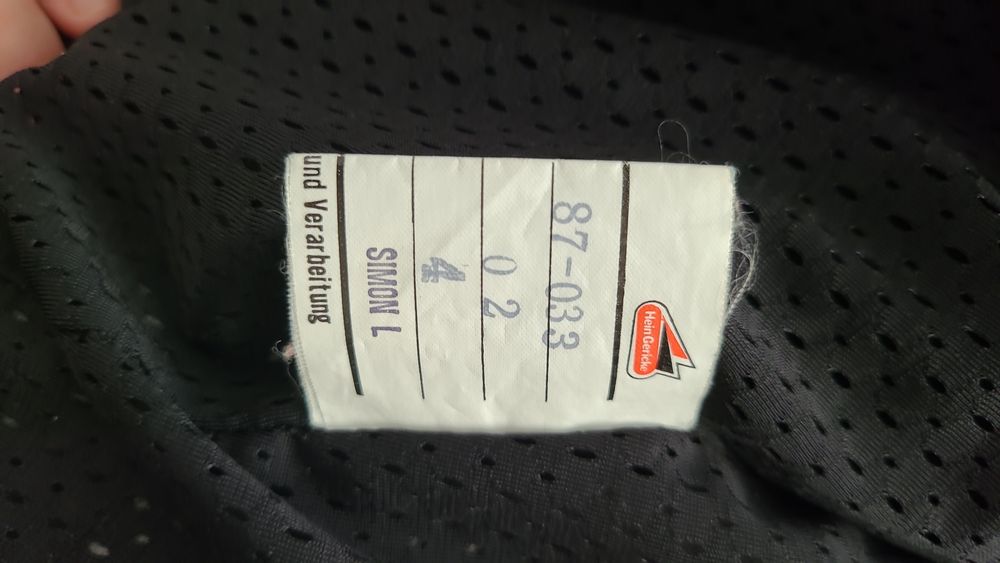 Hein Gericke
87-033
0 2
4
SIMON L
und Verarbeitung